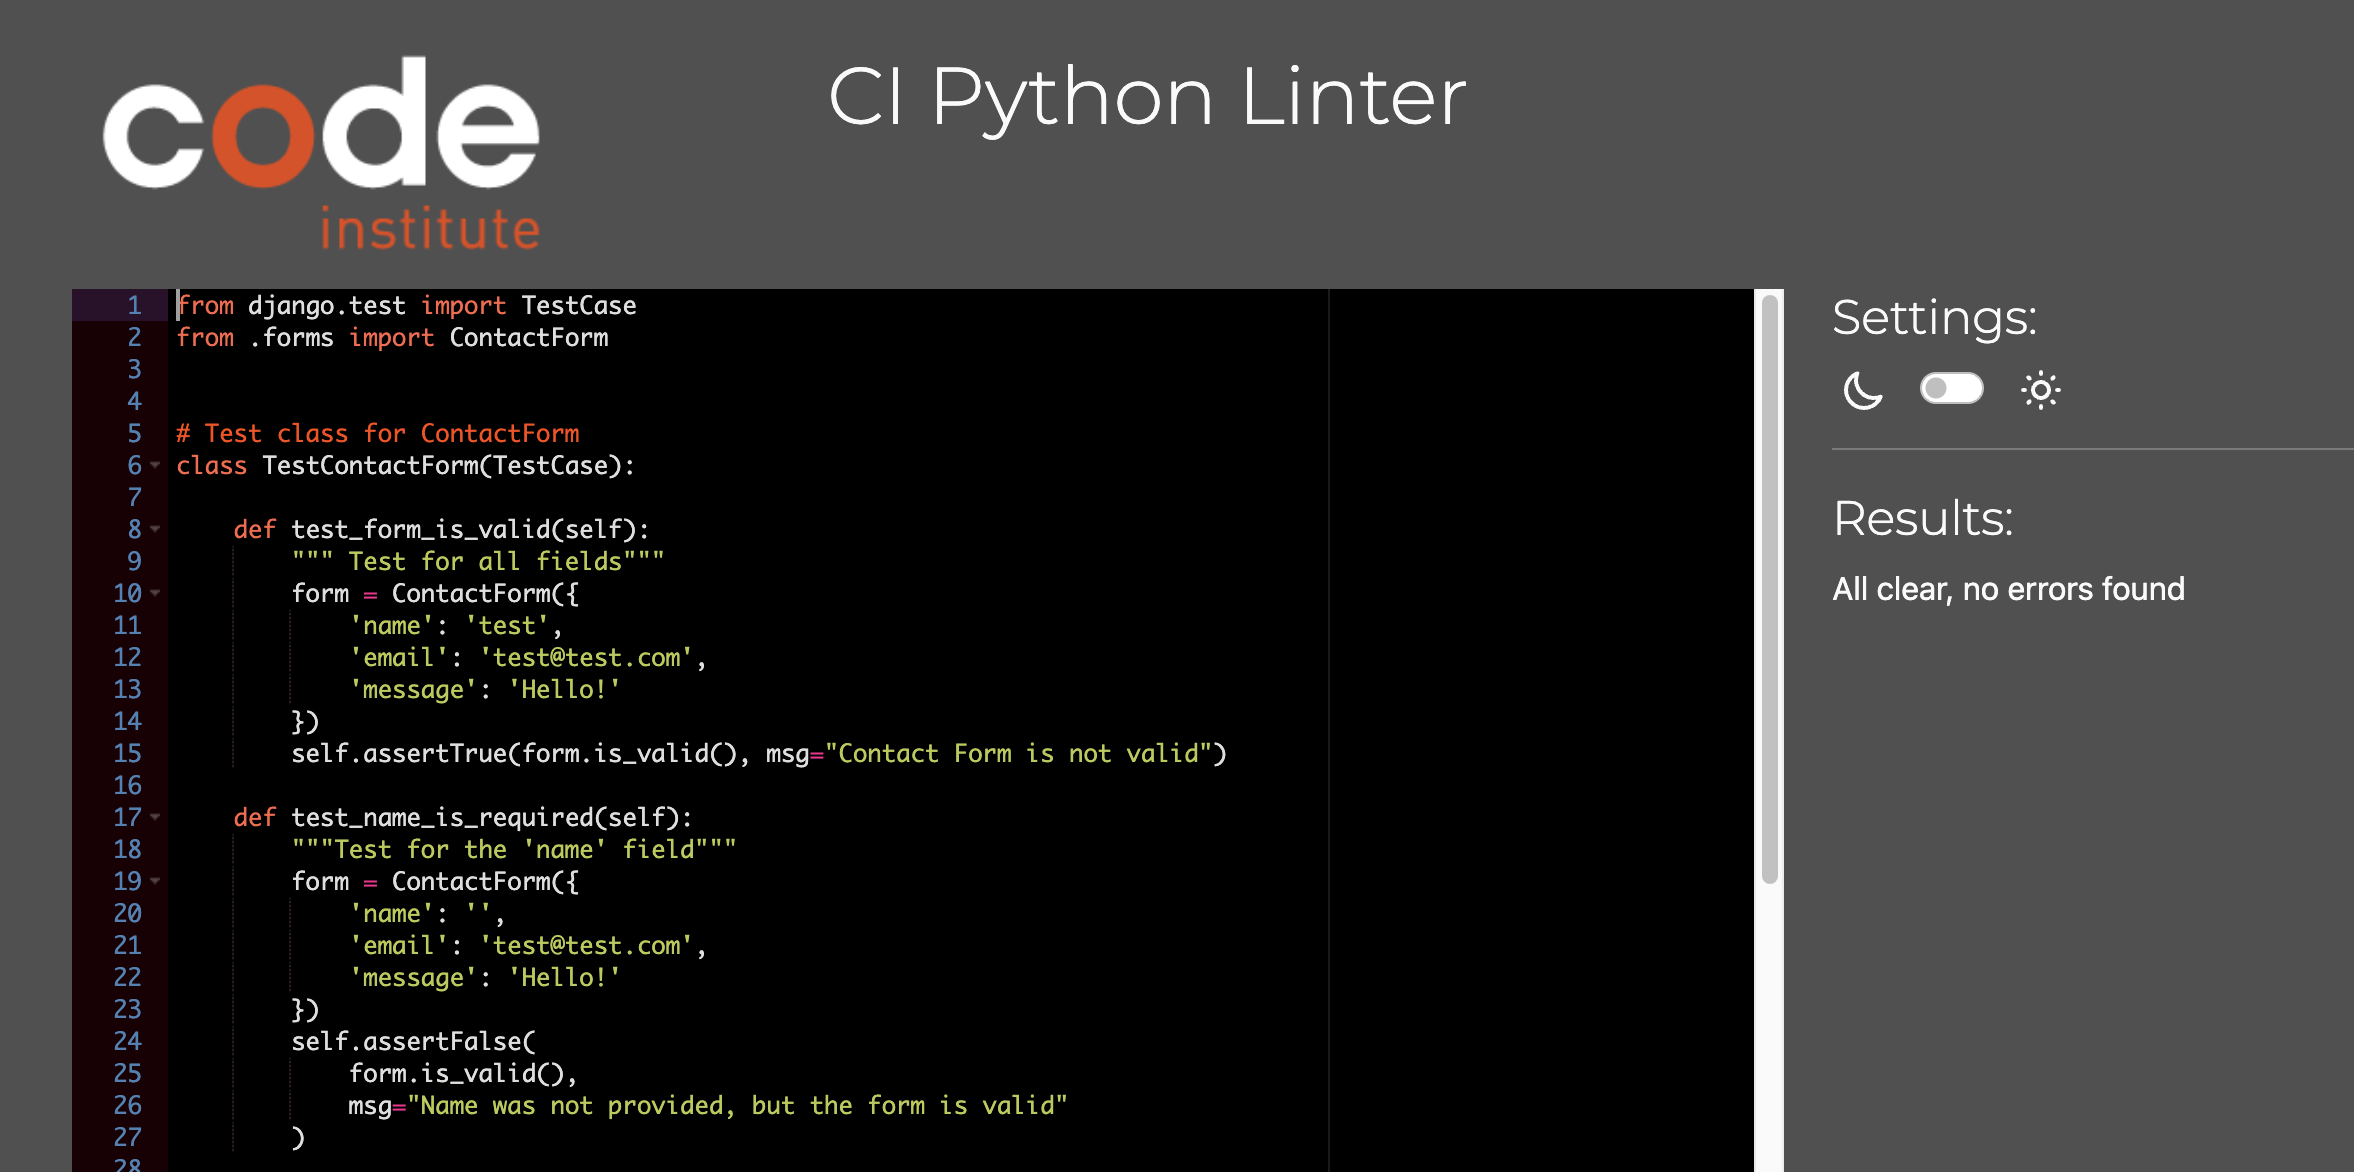 code
institute
CI Python Linter
1 from django.test import TestCase
2 from .forms import ContactForm
3
4
5 # Test class for ContactForm
6 class TestContactForm(TestCase):
7
8     def test_form_is_valid(self):
9         """ Test for all fields"""
10         form = ContactForm({
11             'name': 'test',
12             'email': 'test@test.com',
13             'message': 'Hello!'
14         })
15         self.assertTrue(form.is_valid(), msg="Contact Form is not valid")
16
17     def test_name_is_required(self):
18         """Test for the 'name' field"""
19         form = ContactForm({
20             'name': '',
21             'email': 'test@test.com',
22             'message': 'Hello!'
23         })
24         self.assertFalse(
25             form.is_valid(),
26             msg="Name was not provided, but the form is valid"
27         )
28
Settings:
Results:
All clear, no errors found